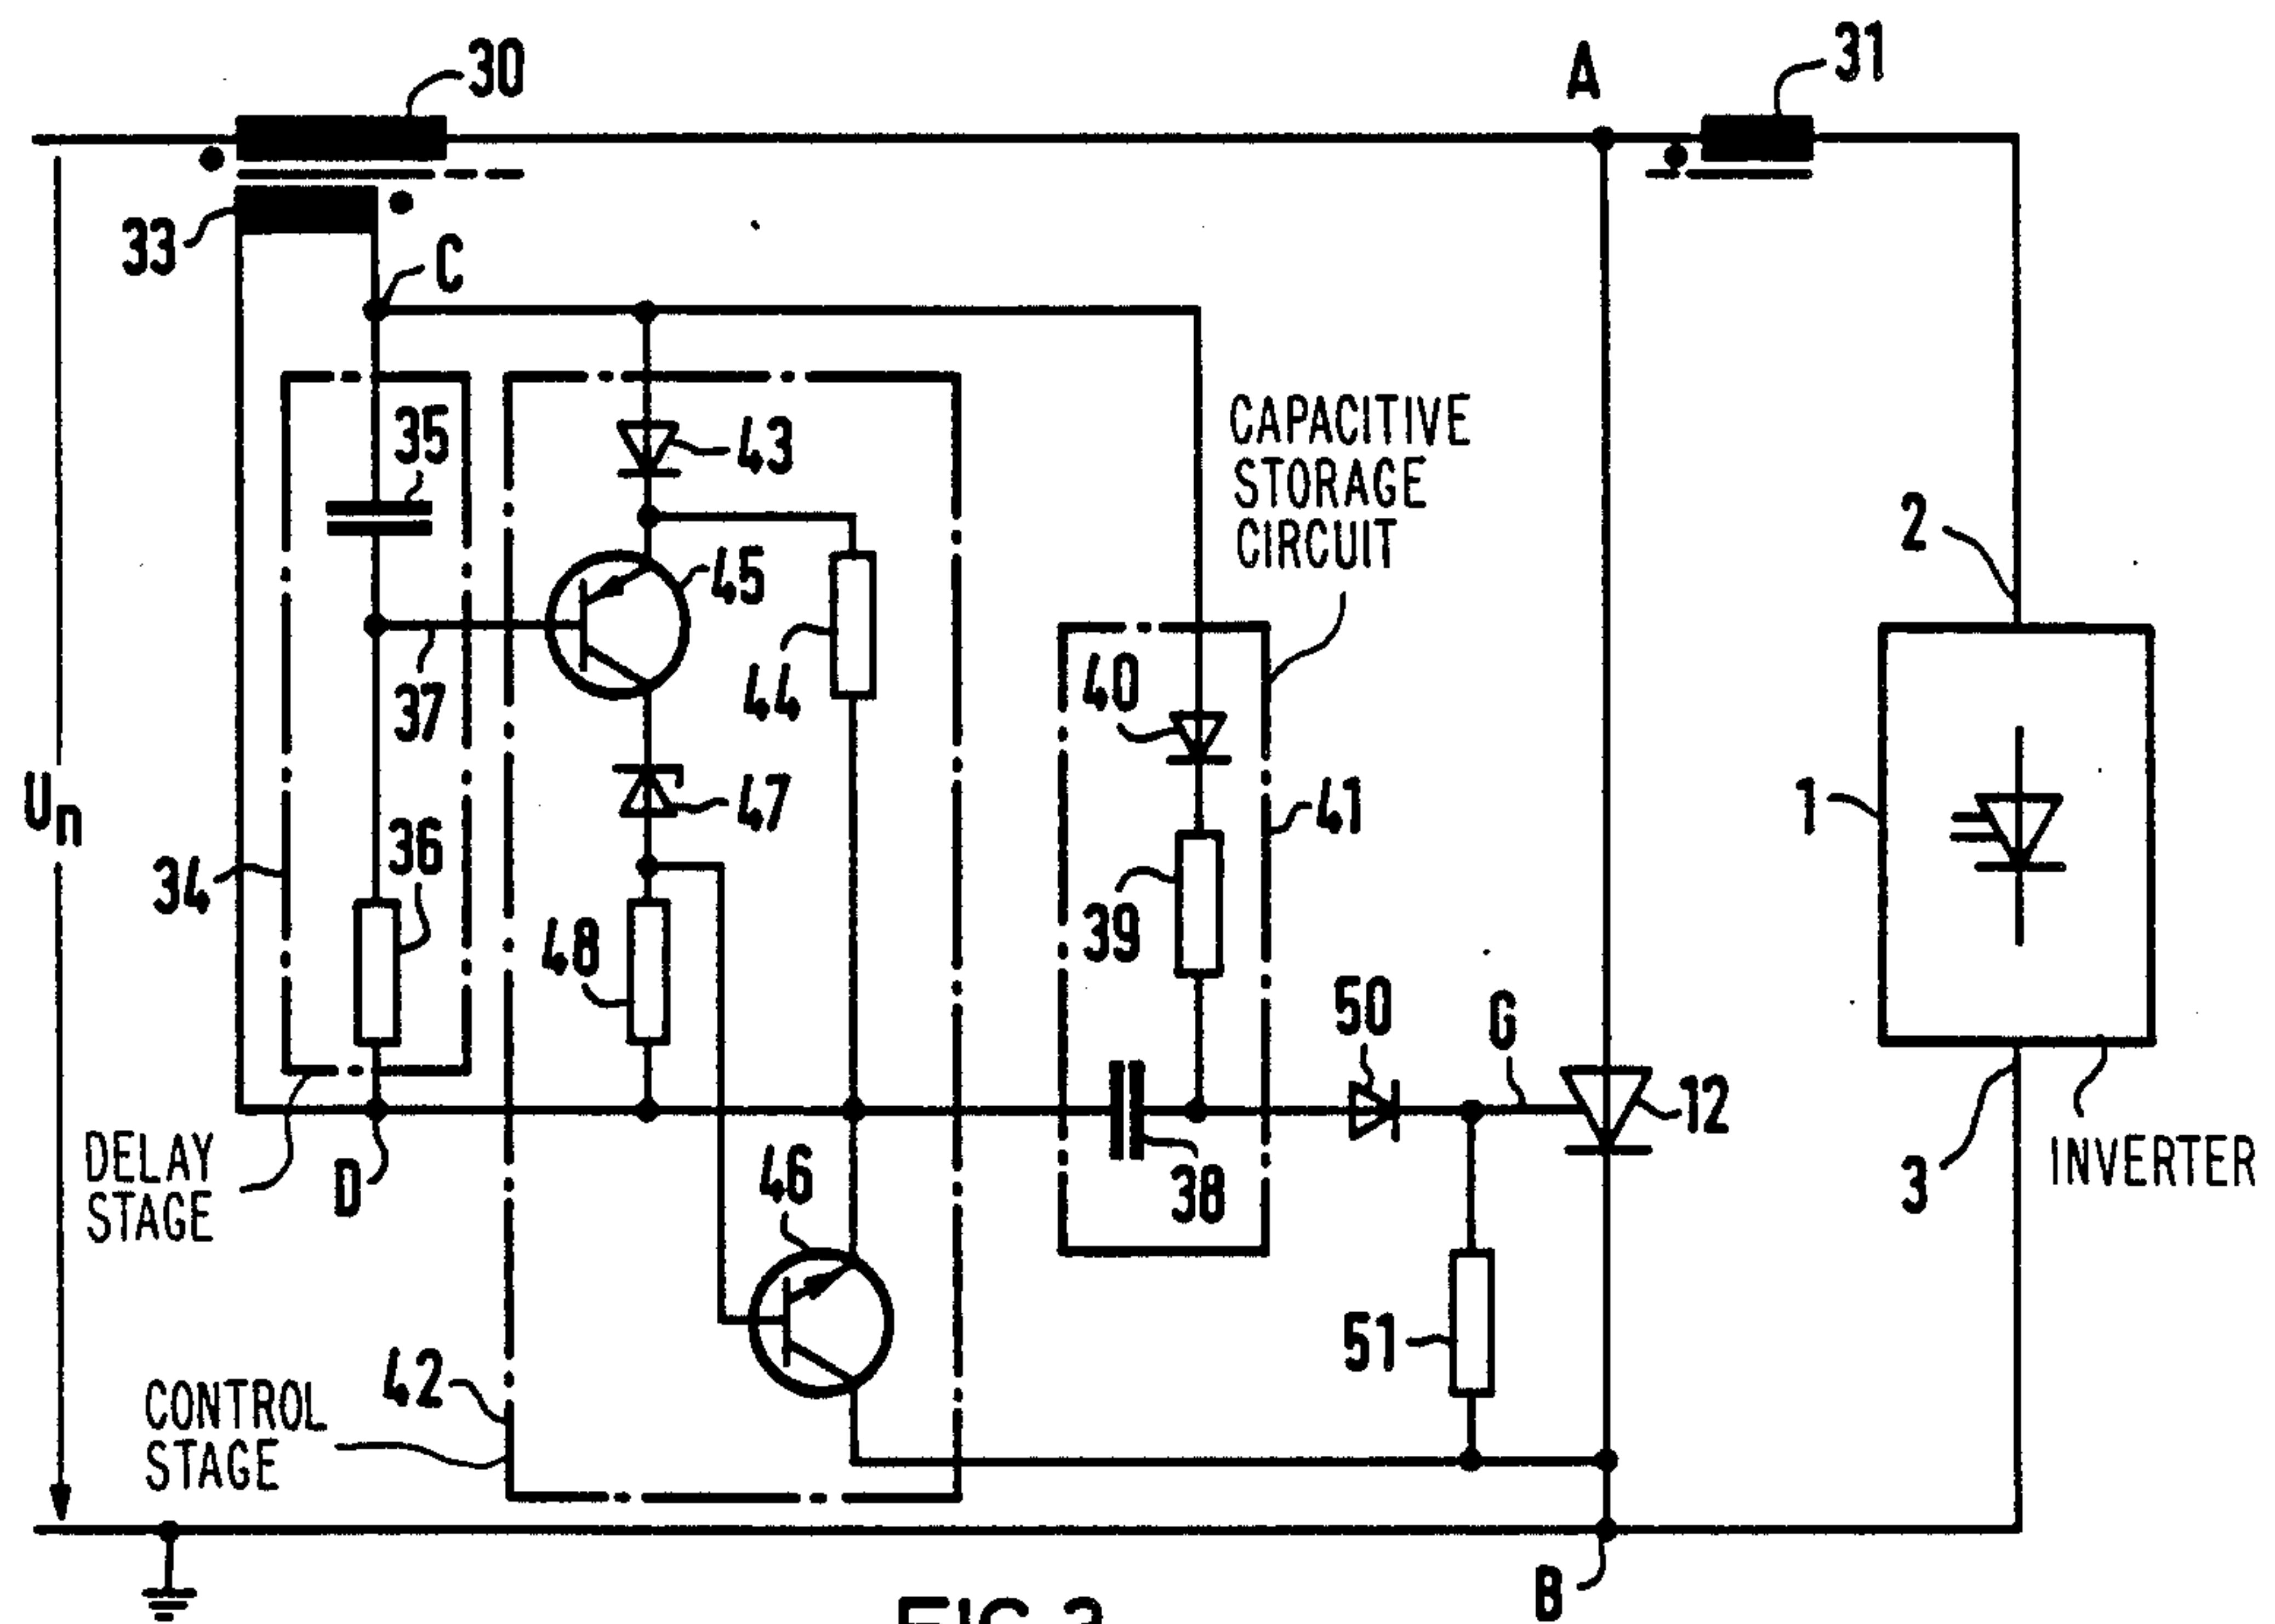 30
A
31
33
C
CAPACITIVE
STORAGE
CIRCUIT
35
43
2
45
40
44
37
Un
47
41
1
34
36
48
39
50
G
12
DELAY
STAGE
D
46
38
3
INVERTER
51
CONTROL
STAGE
42
B